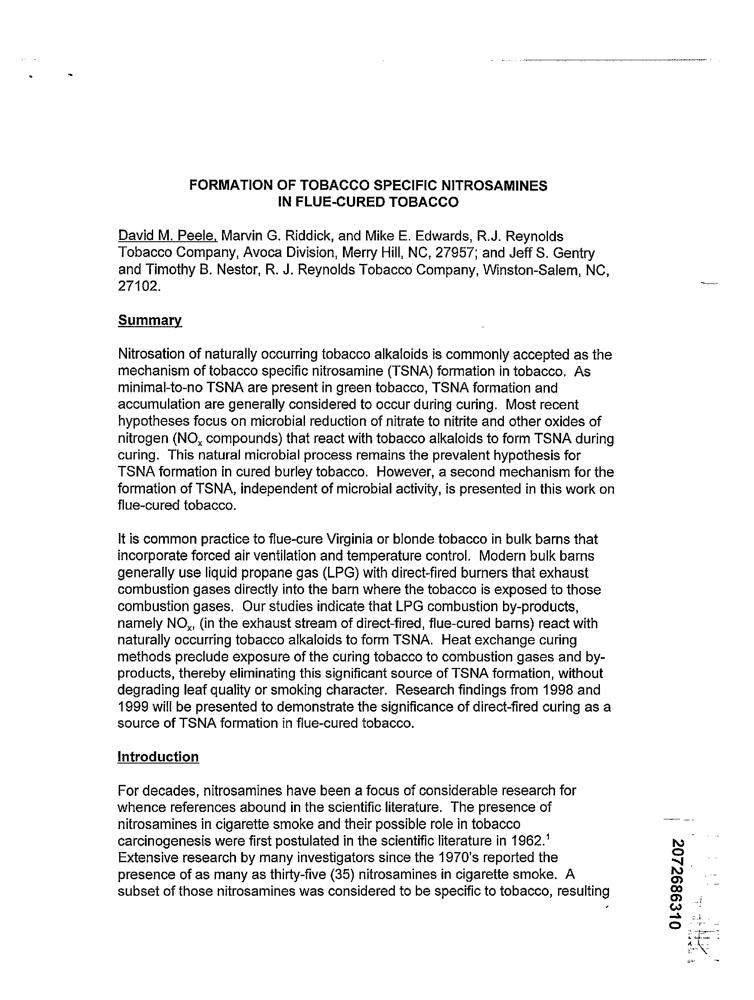 FORMATION OF TOBACCO SPECIFIC NITROSAMINES
IN FLUE-CURED TOBACCO
David M. Peele, Marvin G. Riddick, and Mike E. Edwards, R.J. Reynolds
Tobacco Company, Avoca Division, Merry Hill, NC, 27957; and Jeff S. Gentry
and Timothy B. Nestor, R. J. Reynolds Tobacco Company, Winston-Salem, NC,
27102.
Summary
Nitrosation of naturally occurring tobacco alkaloids is commonly accepted as the
mechanism of tobacco specific nitrosamine (TSNA) formation in tobacco. As
minimal-to-no TSNA are present in green tobacco, TSNA formation and
accumulation are generally considered to occur during curing. Most recent
hypotheses focus on microbial reduction of nitrate to nitrite and other oxides of
nitrogen (NOx compounds) that react with tobacco alkaloids to form TSNA during
curing. This natural microbial process remains the prevalent hypothesis for
TSNA formation in cured burley tobacco. However, a second mechanism for the
formation of TSNA, independent of microbial activity, is presented in this work on
flue-cured tobacco.
It is common practice to flue-cure Virginia or blonde tobacco in bulk barns that
incorporate forced air ventilation and temperature control. Modern bulk barns
generally use liquid propane gas (LPG) with direct-fired burners that exhaust
combustion gases directly into the barn where the tobacco is exposed to those
combustion gases. Our studies indicate that LPG combustion by-products,
namely NOx, (in the exhaust stream of direct-fired, flue-cured barns) react with
naturally occurring tobacco alkaloids to form TSNA. Heat exchange curing
methods preclude exposure of the curing tobacco to combustion gases and by-
products, thereby eliminating this significant source of TSNA formation, without
degrading leaf quality or smoking character. Research findings from 1998 and
1999 will be presented to demonstrate the significance of direct-fired curing as a
source of TSNA formation in flue-cured tobacco.
Introduction
For decades, nitrosamines have been a focus of considerable research for
whence references abound in the scientific literature. The presence of
nitrosamines in cigarette smoke and their possible role in tobacco
carcinogenesis were first postulated in the scientific literature in 1962.¹
Extensive research by many investigators since the 1970's reported the
presence of as many as thirty-five (35) nitrosamines in cigarette smoke. A
subset of those nitrosamines was considered to be specific to tobacco, resulting
2072686310